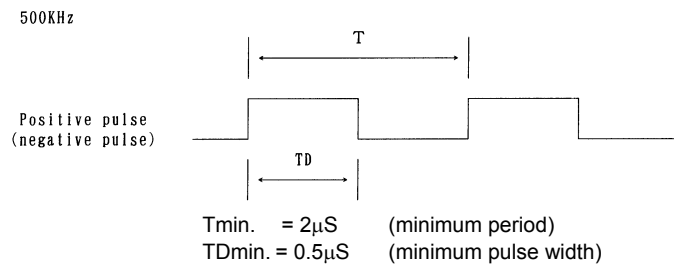 500KHz
T
Positive pulse
(negative pulse)
TD
Tmin. = 2μS (minimum period)
TDmin. = 0.5μS (minimum pulse width)